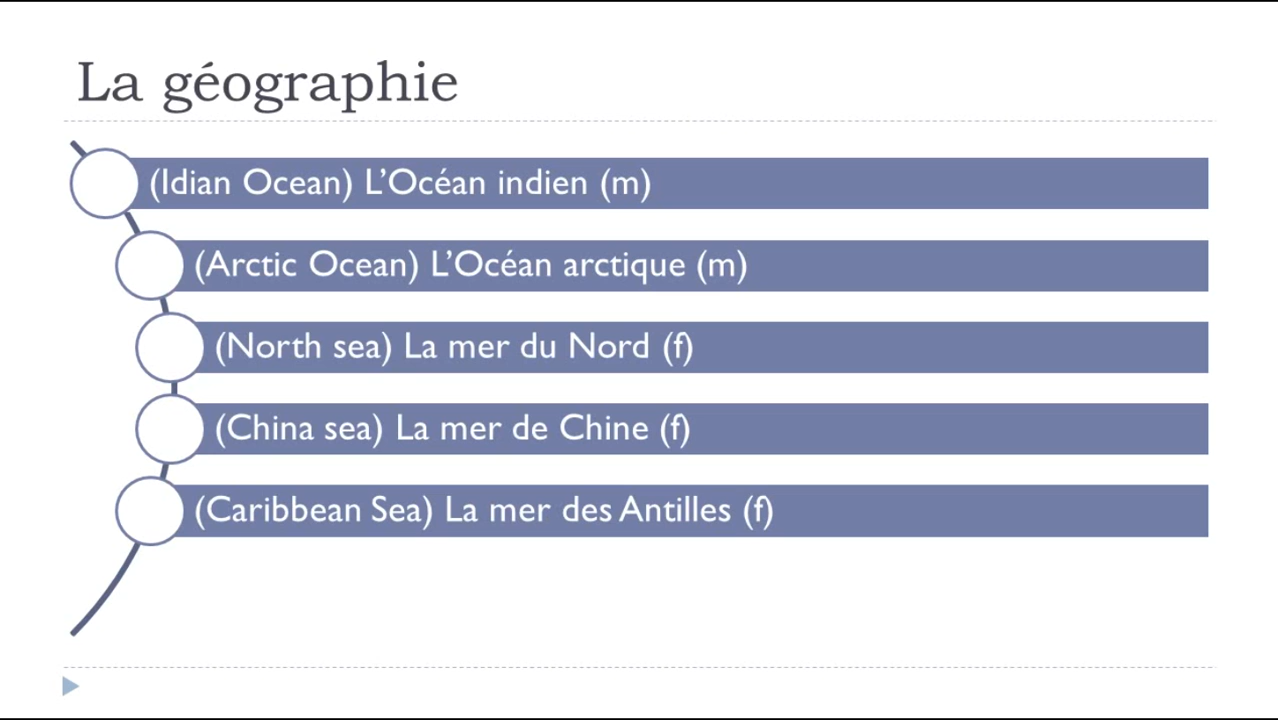 La géographie
(Idian Ocean) L’Océan indien (m)
(Arctic Ocean) L’Océan arctique (m)
(North sea) La mer du Nord (f)
(China sea) La mer de Chine (f)
(Caribbean Sea) La mer des Antilles (f)